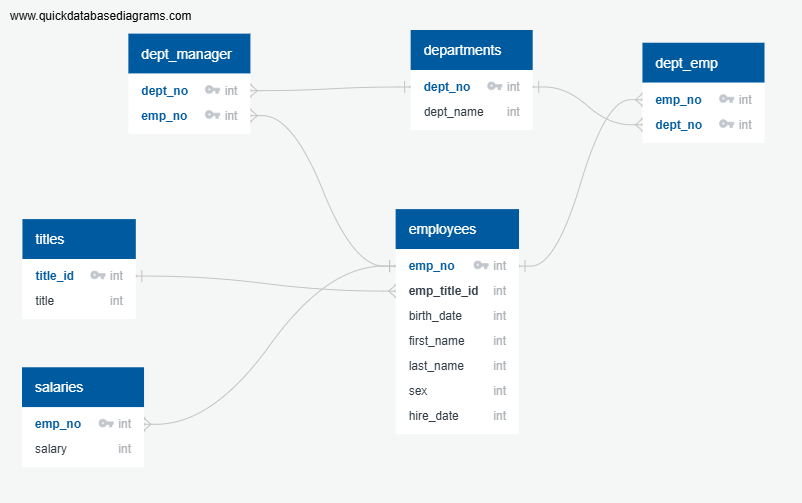 www.quickdatabasediagrams.com
dept_manager
dept_no int
emp_no int
departments
dept_no int
dept_name int
dept_emp
emp_no int
dept_no int
titles
title_id int
title int
employees
emp_no int
emp_title_id int
birth_date int
first_name int
last_name int
sex int
hire_date int
salaries
emp_no int
salary int